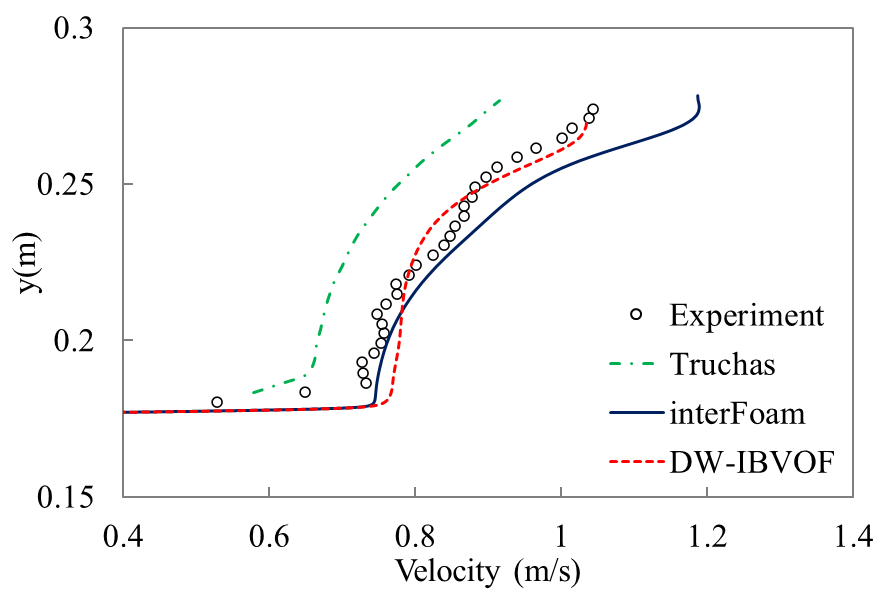 0.3
0.25
0.2
0.15
y(m)
0.4 0.6 0.8 1 1.2 1.4
Velocity (m/s)
Experiment
Truchas
interFoam
DW-IBVOF